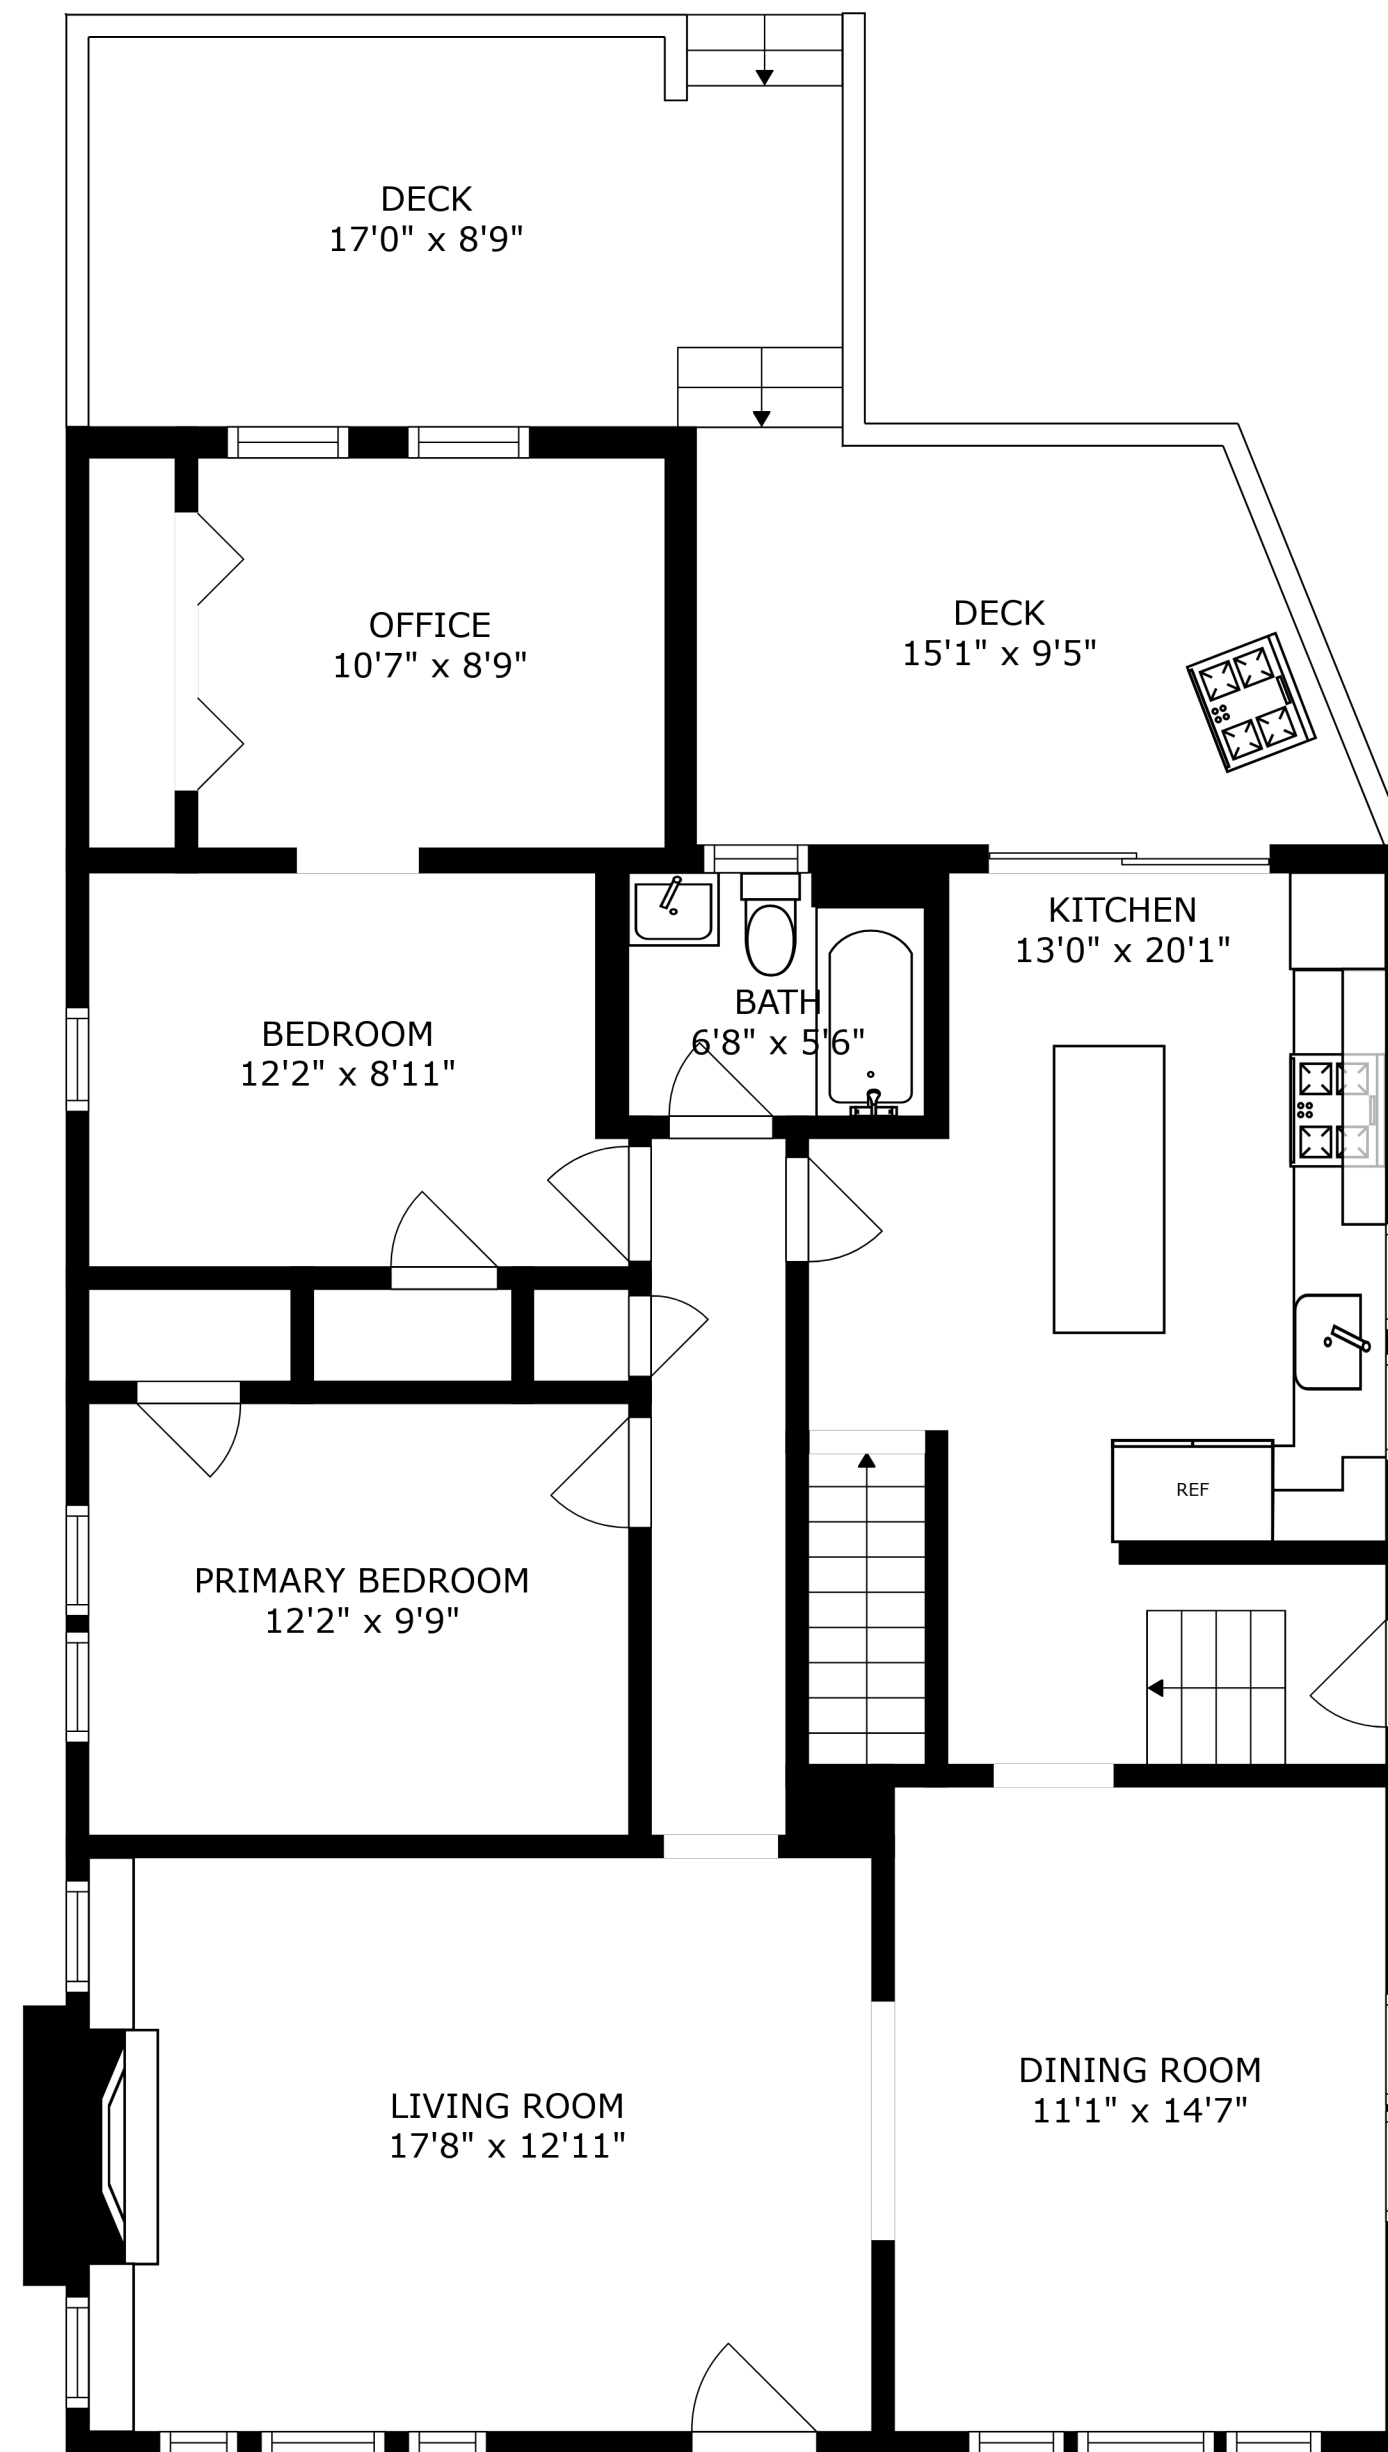 DECK
17'0" x 8'9"
OFFICE
10'7" x 8'9"
DECK
15'1" x 9'5"
KITCHEN
13'0" x 20'1"
BATH
6'8" x 5'6"
BEDROOM
12'2" x 8'11"
REF
PRIMARY BEDROOM
12'2" x 9'9"
LIVING ROOM
17'8" x 12'11"
DINING ROOM
11'1" x 14'7"